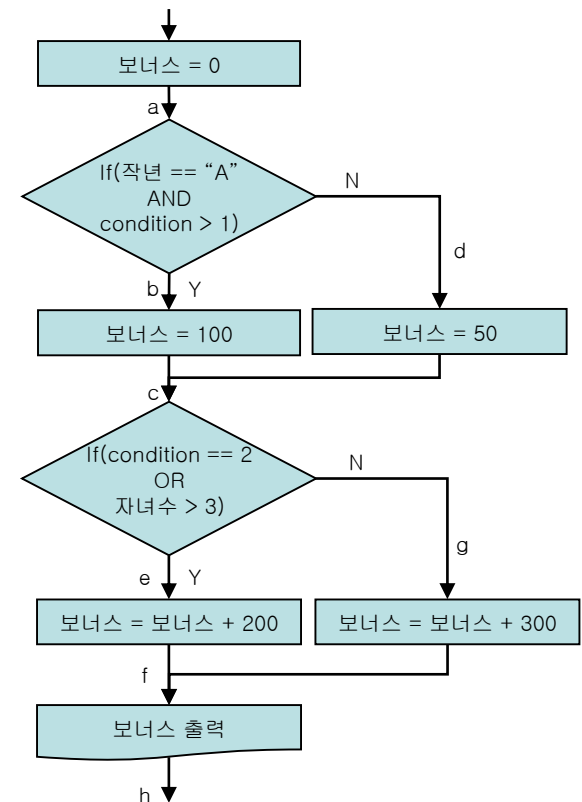 보너스 = 0
a
If(작년 == “A”
AND
condition > 1)
N
d
b Y
보너스 = 100
보너스 = 50
c
If(condition == 2
OR
자녀수 > 3)
N
g
e Y
보너스 = 보너스 + 200
보너스 = 보너스 + 300
f
보너스 출력
h